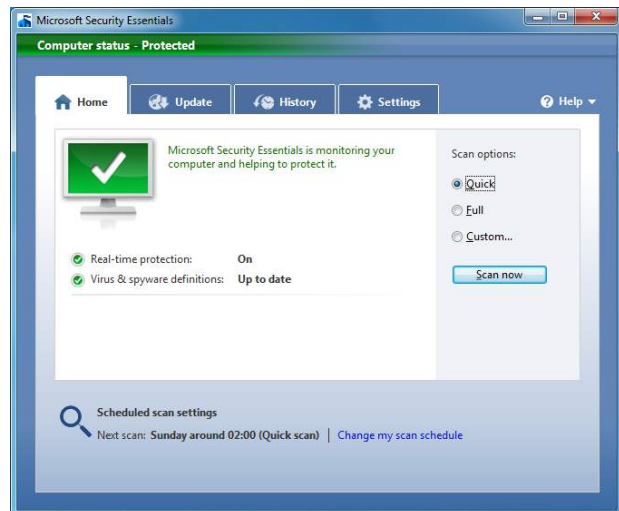 Microsoft Security Essentials
Computer status - Protected
Home
Update
History
Settings
Help
Microsoft Security Essentials is monitoring your
computer and helping to protect it.
Real-time protection: On
Virus & spyware definitions: Up to date
Scan options:
Quick
Full
Custom...
Scan now
Scheduled scan settings
Next scan: Sunday around 02:00 (Quick scan) | Change my scan schedule